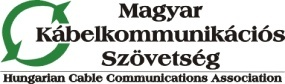 Magyar
Kábelkommunikációs
Szövetség
Hungarian Cable Communications Association